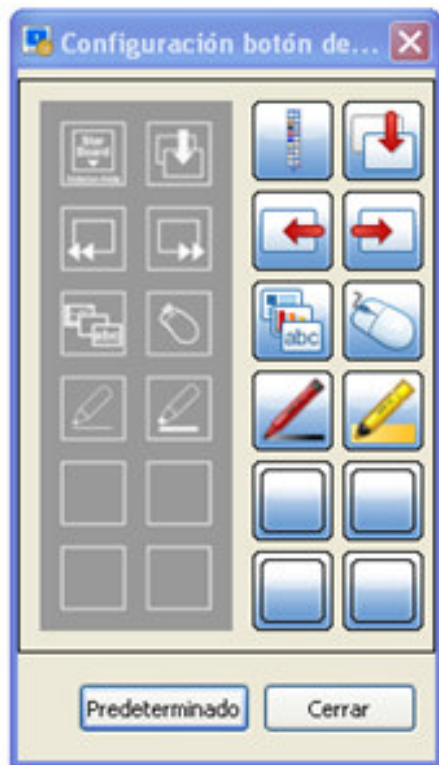 Configuración botón de...
Star
Board
abc
abc
Predeterminado
Cerrar